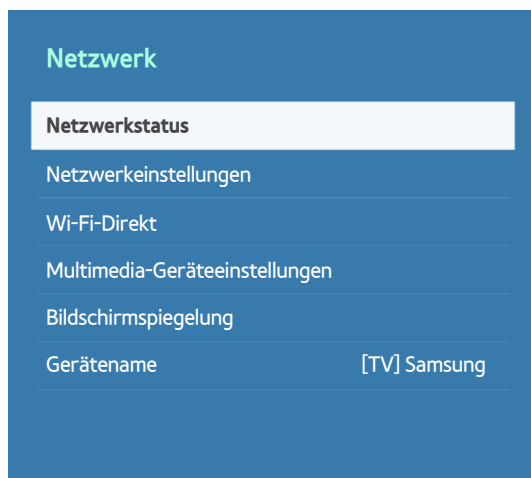 Netzwerk
Netzwerkstatus
Netzwerkeinstellungen
Wi-Fi-Direkt
Multimedia-Geräteeinstellungen
Bildschirmspiegelung
Gerätename [TV] Samsung